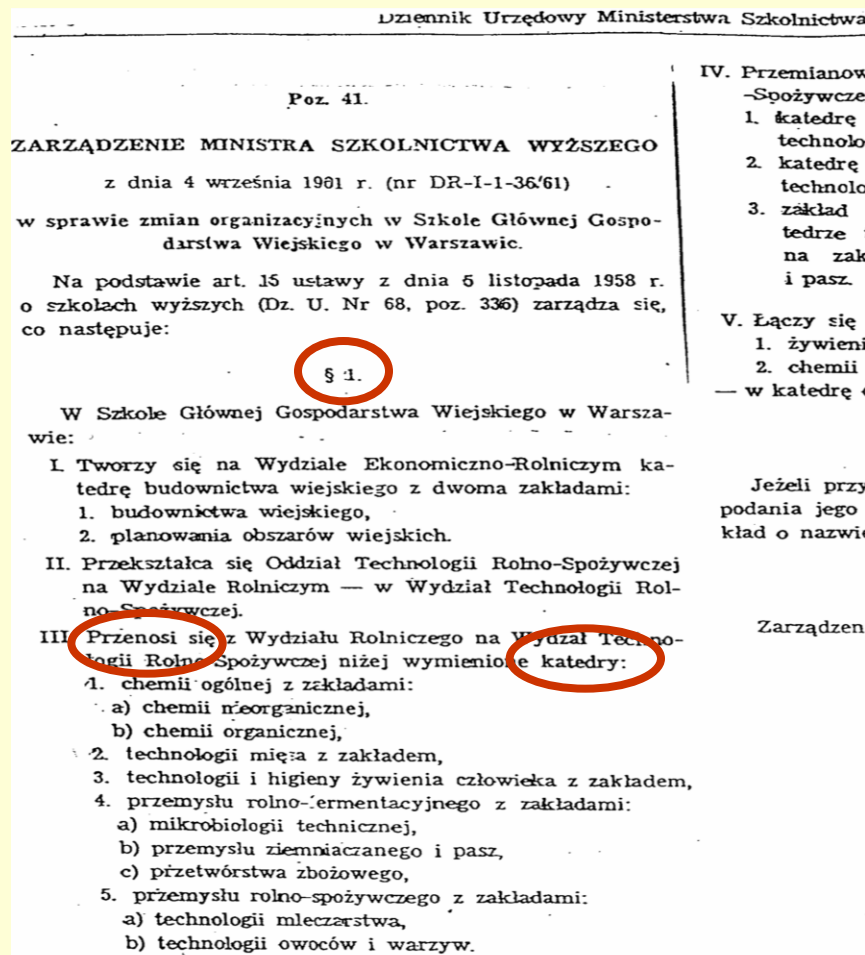 Dziennik Urzędowy Ministerstwa Szkolnictwa
Poz. 41.
ZARZĄDZENIE MINISTRA SZKOLNICTWA WYŻSZEGO
z dnia 4 września 1961 r. (nr DR-I-1-36/61)
w sprawie zmian organizacyjnych w Szkole Głównej Gospo-
darstwa Wiejskiego w Warszawie.
Na podstawie art. 15 ustawy z dnia 5 listopada 1958 r.
o szkołach wyższych (Dz. U. Nr 68, poz. 336) zarządza się,
co następuje:
§ 1.
W Szkole Głównej Gospodarstwa Wiejskiego w Warsza-
wie:
I. Tworzy się na Wydziale Ekonomiczno-Rolniczym ka-
tedrę budownictwa wiejskiego z dwoma zakładami:
1. budownictwa wiejskiego,
2. planowania obszarów wiejskich.
II. Przekształca się Oddział Technologii Rolno-Spożywczej
na Wydziale Rolniczym — w Wydział Technologii Rol-
no-Spożywczej.
III. Przenosi się z Wydziału Rolniczego na Wydzał Techno-
logii Rolno-Spożywczej niżej wymienione katedry:
1. chemii ogólnej z zakładami:
a) chemii nieorganicznej,
b) chemii organicznej,
2. technologii mięsa z zakładem,
3. technologii i higieny żywienia człowieka z zakładem,
4. przemysłu rolno-fermentacyjnego z zakładami:
a) mikrobiologii technicznej,
b) przemysłu ziemniaczanego i pasz,
c) przetwórstwa zbożowego,
5. przemysłu rolno-spożywczego z zakładami:
a) technologii mleczarstwa,
b) technologii owoców i warzyw.
IV. Przemianow
-Spożywcze
1. katedrę
technolo
2. katedrę
technolo
3. zakład
tedrze
na zak
i pasz.
V. Łączy się
1. żywieni
2. chemii
— w katedrę
Jeżeli przy
podania jego
kład o nazwie
Zarządzen